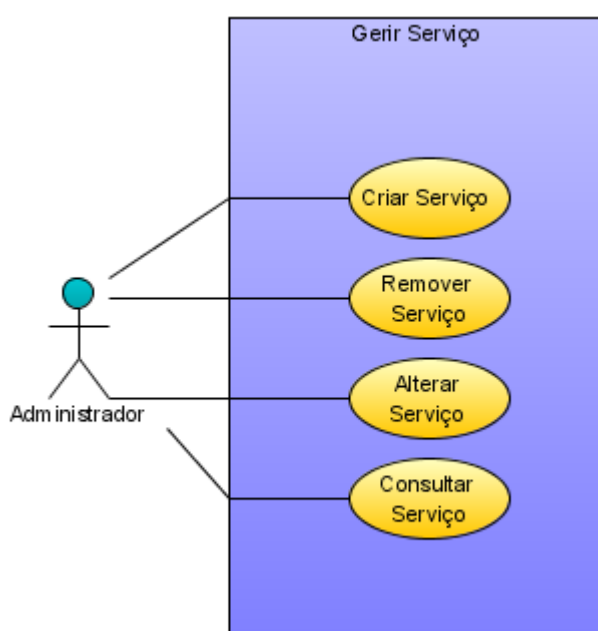 Gerir Serviço
Criar Serviço
Remover
Serviço
Alterar
Serviço
Administrador
Consultar
Serviço